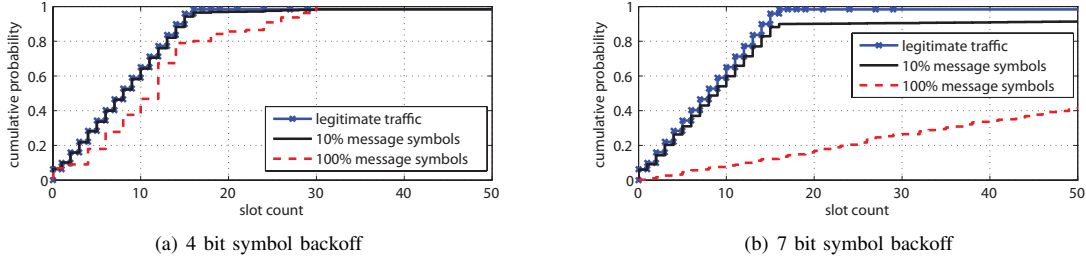 cumulative probability
1
0.8
0.6
0.4
0.2
0
0 10 20 30 40 50
slot count
legitimate traffic
10% message symbols
100% message symbols
(a) 4 bit symbol backoff
cumulative probability
1
0.8
0.6
0.4
0.2
0
0 10 20 30 40 50
slot count
legitimate traffic
10% message symbols
100% message symbols
(b) 7 bit symbol backoff